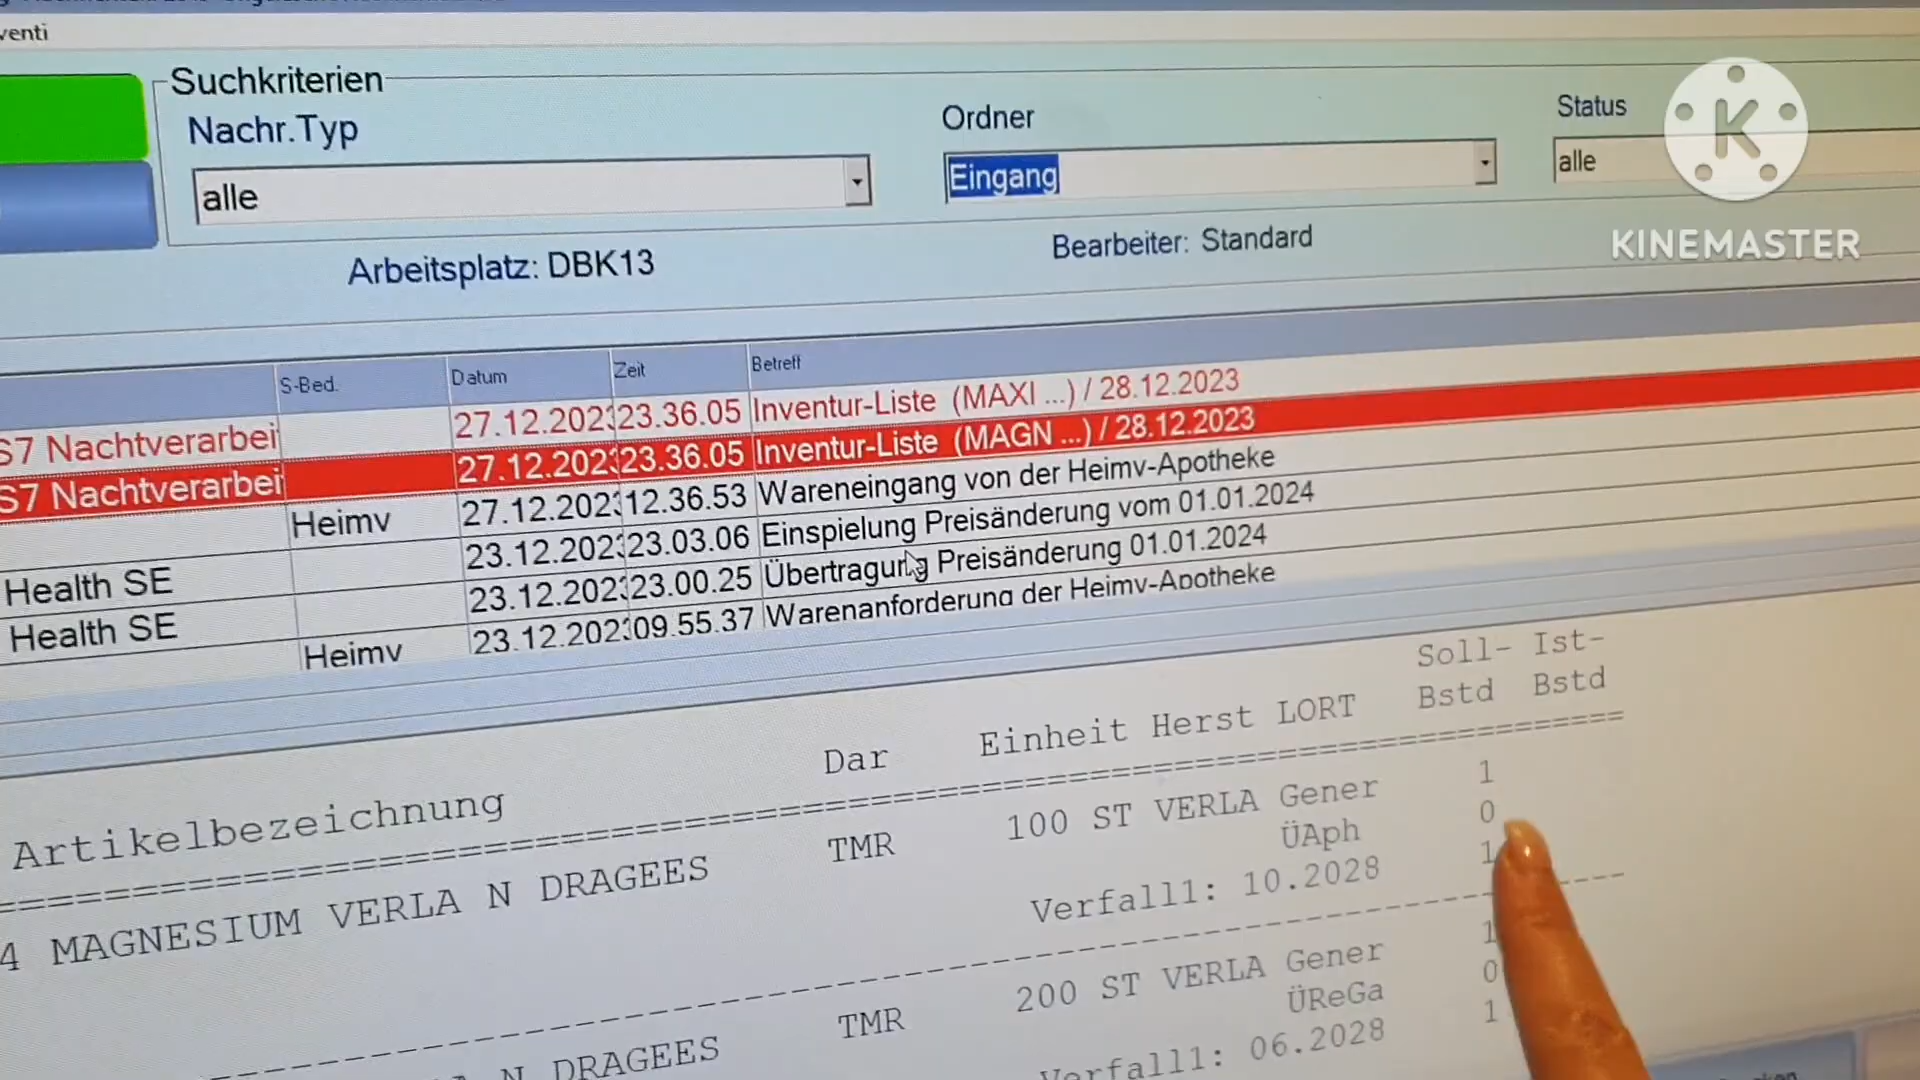 venti
Suchkriterien
Nachr.Typ
Ordner
Status
alle
Eingang
alle
KINEMASTER
Arbeitsplatz: DBK13
Bearbeiter: Standard
S-Bed. Datum Zeit Betreff
S7 Nachtverarbei 27.12.202 23.36.05 Inventur-Liste (MAXI ...) / 28.12.2023
S7 Nachtverarbei 27.12.202 23.36.05 Inventur-Liste (MAGN ...) / 28.12.2023
Heimv 27.12.202 12.36.53 Wareneingang von der Heimv-Apotheke
Health SE 23.12.202 23.03.06 Einspielung Preisänderung vom 01.01.2024
Health SE 23.12.202 23.00.25 Übertragung Preisänderung 01.01.2024
Heimv 23.12.202 09.55.37 Warenanforderung der Heimv-Apotheke
Soll- Ist-
Artikelbezeichnung Dar Einheit Herst LORT Bstd Bstd
4 MAGNESIUM VERLA N DRAGEES TMR 100 ST VERLA Gener 1
ÜAph 0
Verfall1: 10.2028 1
N DRAGEES TMR 200 ST VERLA Gener 1
ÜReGa 0
Verfall1: 06.2028 1